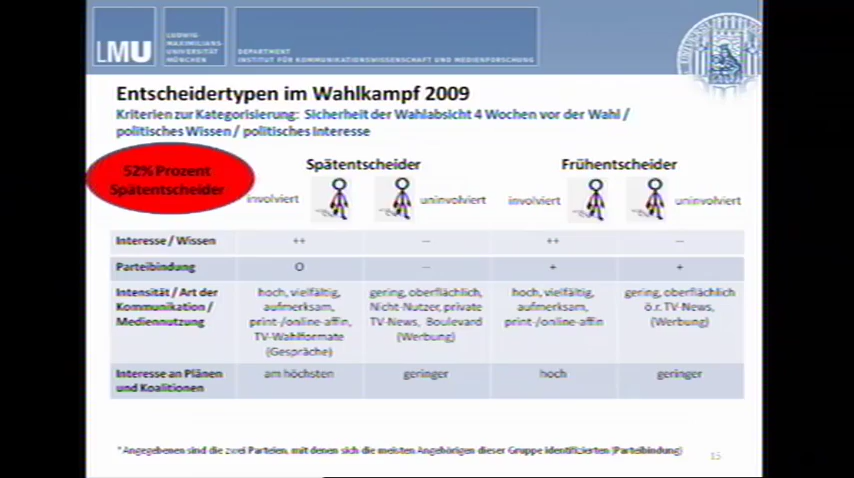 LMU
LUDWIG-
MAXIMILIANS-
UNIVERSITÄT
MÜNCHEN
DEPARTMENT
INSTITUT FÜR KOMMUNIKATIONSWISSENSCHAFT UND MEDIENFORSCHUNG
Entscheidertypen im Wahlkampf 2009
Kriterien zur Kategorisierung: Sicherheit der Wahlabsicht 4 Wochen vor der Wahl /
politisches Wissen / politisches Interesse
52% Prozent
Spätentscheider
Spätentscheider Frühentscheider
involviert uninvolviert involviert uninvolviert
Interesse / Wissen ++ -- ++ --
Parteibindung O -- + +
Intensität / Art der hoch, vielfältig, gering, oberflächlich, hoch, vielfältig, gering, oberflächlich
Kommunikation / aufmerksam, Nicht-Nutzer, private aufmerksam, ö.r. TV-News,
Mediennutzung print-/online-affin, TV-News, Boulevard print-/online-affin (Werbung)
TV-Wahlformate (Werbung)
(Gespräche)
Interesse an Plänen am höchsten geringer hoch geringer
und Koalitionen
*Angegebenen sind die zwei Parteien, mit denen sich die meisten Angehörigen dieser Gruppe identifizierten (Parteibindung)
15